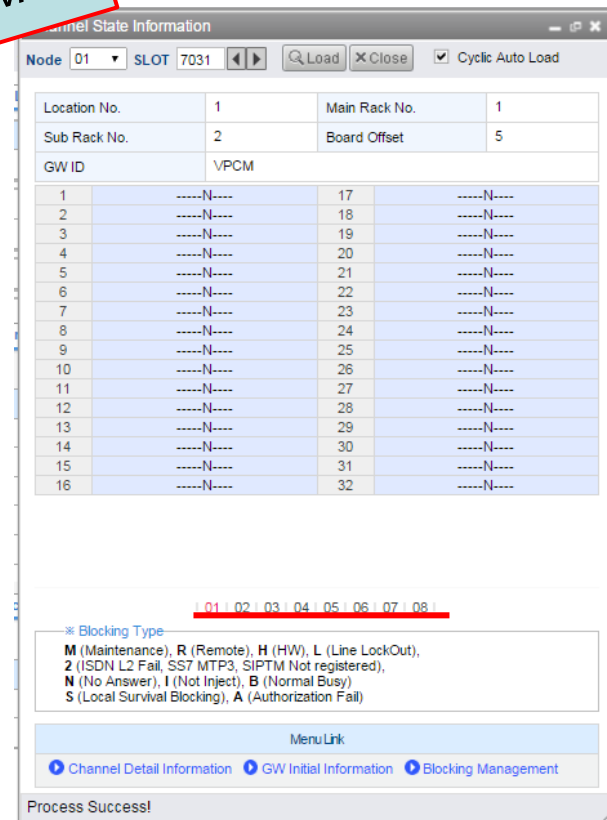 Channel State Information
Node 01 SLOT 7031 Load Close Cyclic Auto Load
Location No. 1 Main Rack No. 1
Sub Rack No. 2 Board Offset 5
GW ID VPCM
1 -----N---- 17 -----N----
2 -----N---- 18 -----N----
3 -----N---- 19 -----N----
4 -----N---- 20 -----N----
5 -----N---- 21 -----N----
6 -----N---- 22 -----N----
7 -----N---- 23 -----N----
8 -----N---- 24 -----N----
9 -----N---- 25 -----N----
10 -----N---- 26 -----N----
11 -----N---- 27 -----N----
12 -----N---- 28 -----N----
13 -----N---- 29 -----N----
14 -----N---- 30 -----N----
15 -----N---- 31 -----N----
16 -----N---- 32 -----N----
| 01 | 02 | 03 | 04 | 05 | 06 | 07 | 08 |
※ Blocking Type
M (Maintenance), R (Remote), H (HW), L (Line LockOut),
2 (ISDN L2 Fail, SS7 MTP3, SIPTM Not registered),
N (No Answer), I (Not Inject), B (Normal Busy)
S (Local Survival Blocking), A (Authorization Fail)
Menu Link
Channel Detail Information GW Initial Information Blocking Management
Process Success!